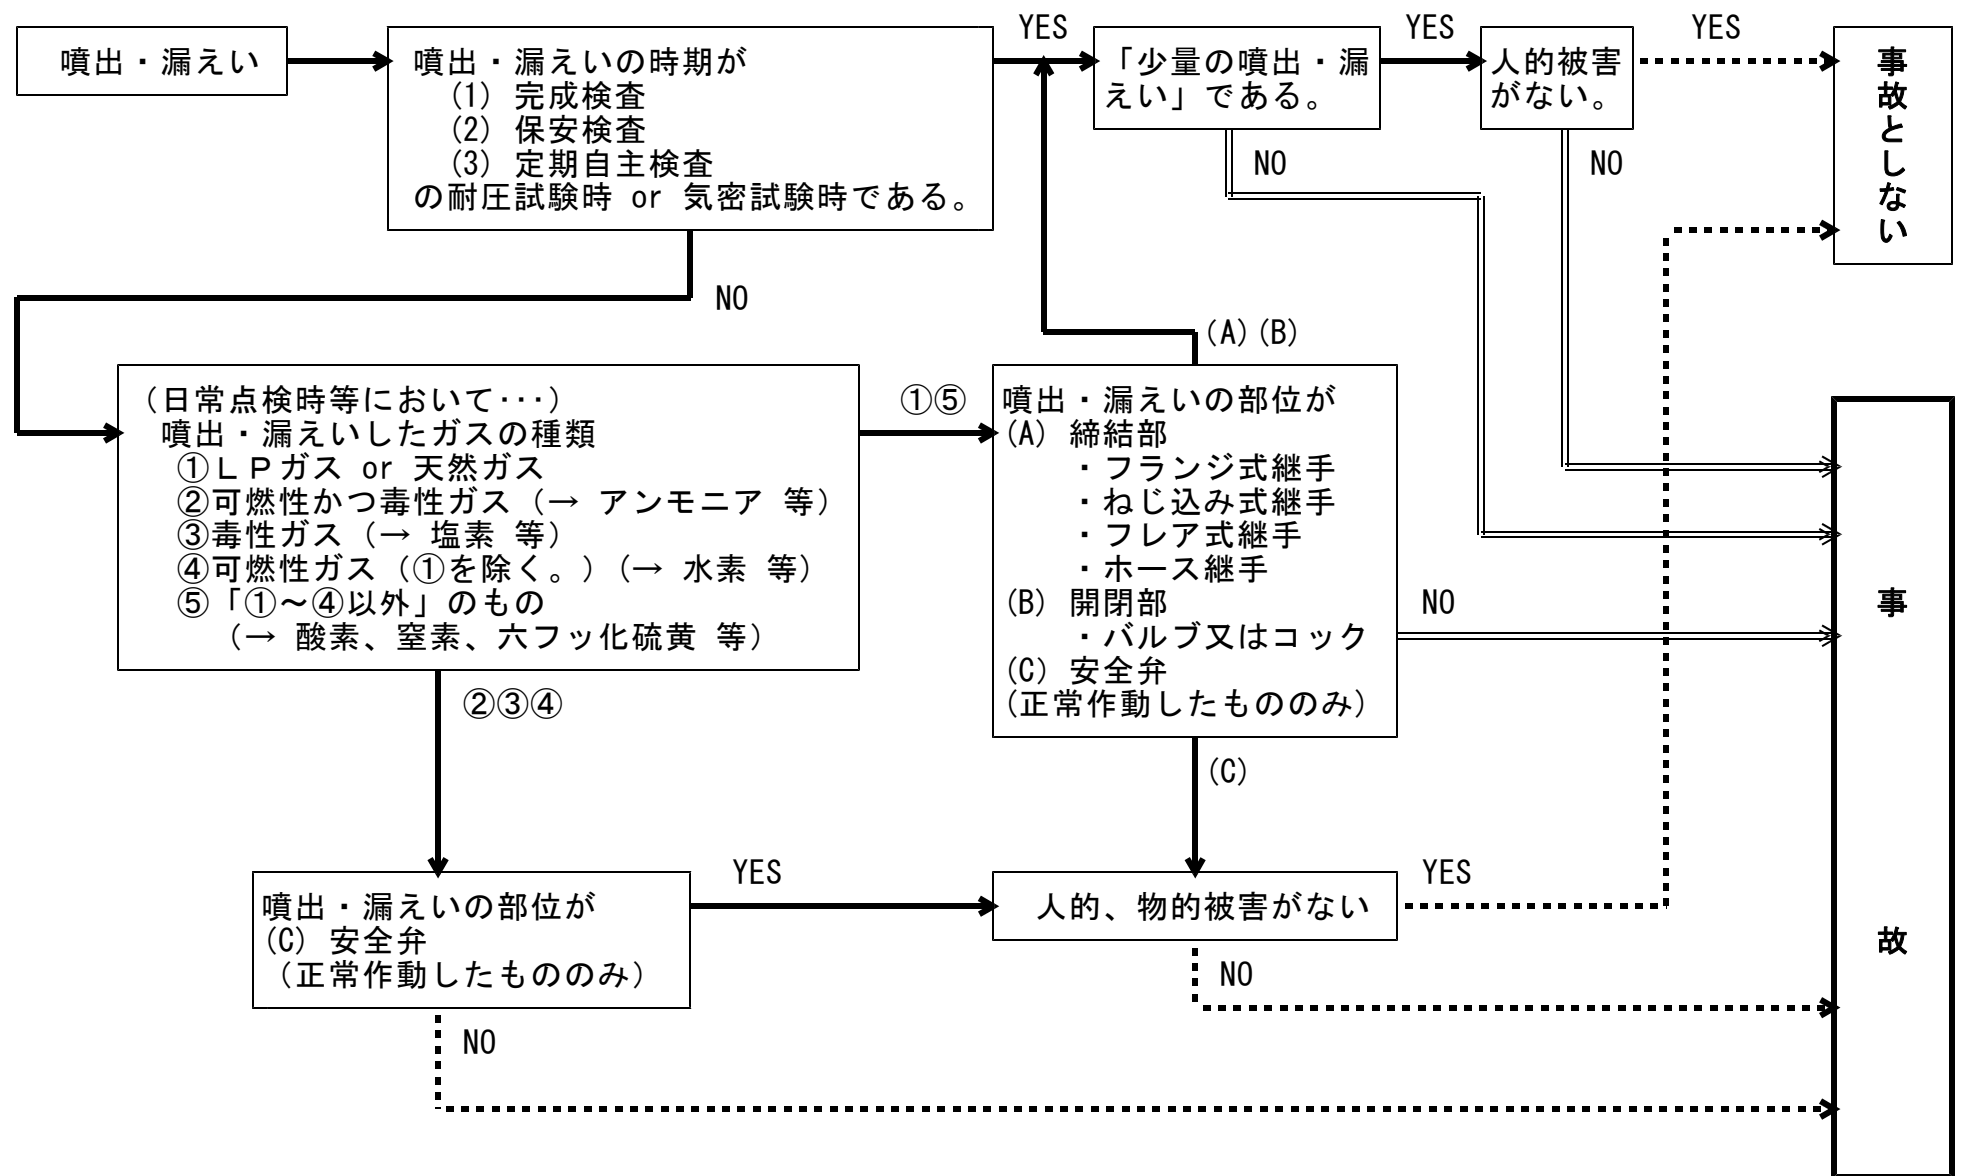 噴出・漏えい
噴出・漏えいの時期が
(1) 完成検査
(2) 保安検査
(3) 定期自主検査
の耐圧試験時 or 気密試験時である。
YES
「少量の噴出・漏
えい」である。
YES
人的被害
がない。
YES
事故としない
NO
NO
NO
(A)(B)
(日常点検時等において･･･)
噴出・漏えいしたガスの種類
①ＬＰガス or 天然ガス
②可燃性かつ毒性ガス（→ アンモニア 等）
③毒性ガス（→ 塩素 等）
④可燃性ガス（①を除く。）（→ 水素 等）
⑤「①～④以外」のもの
（→ 酸素、窒素、六フッ化硫黄 等）
①⑤
噴出・漏えいの部位が
(A) 締結部
・フランジ式継手
・ねじ込み式継手
・フレア式継手
・ホース継手
(B) 開閉部
・バルブ又はコック
(C) 安全弁
(正常作動したもののみ)
NO
事故
②③④
(C)
噴出・漏えいの部位が
(C) 安全弁
（正常作動したもののみ）
YES
人的、物的被害がない
YES
NO
NO